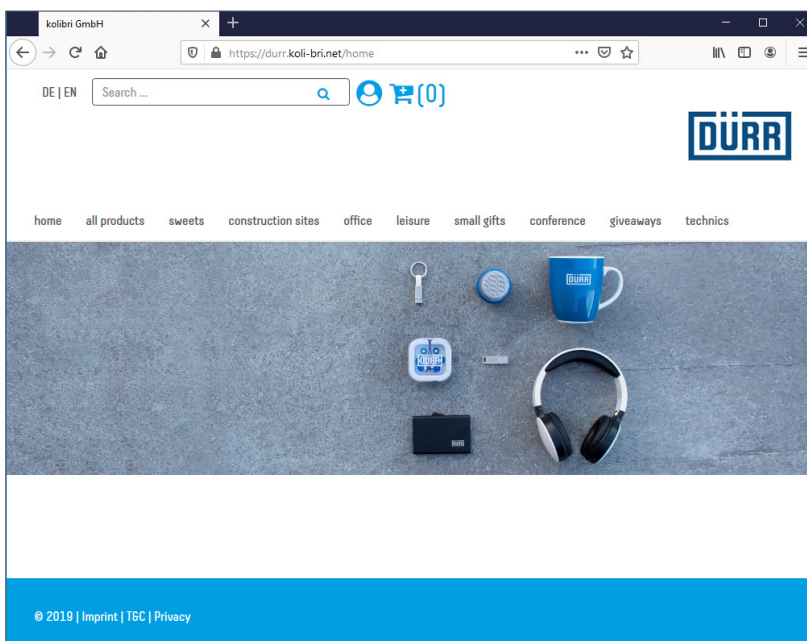 kolibri GmbH
https://durr.koli-bri.net/home
DE | EN
Search ...
(0)
DÜRR
home all products sweets construction sites office leisure small gifts conference giveaways technics
DÜRR
DÜRR
DÜRR
© 2019 | Imprint | T&C | Privacy